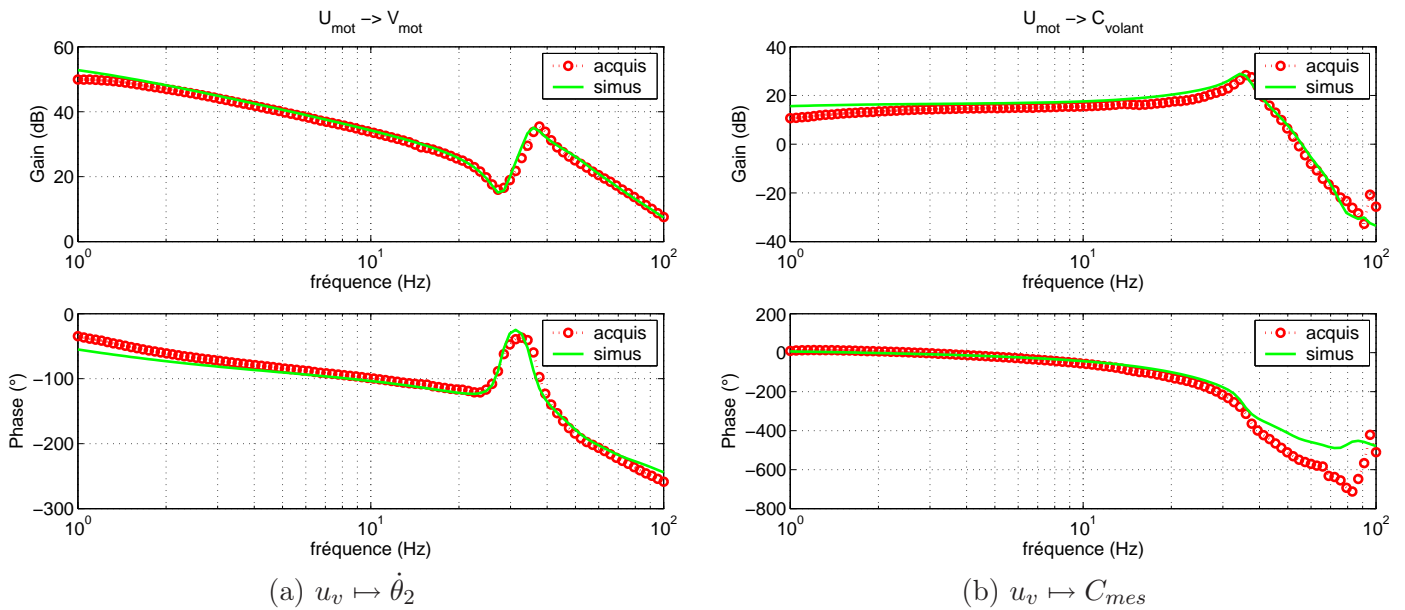 U_mot -> V_mot
60
40
20
0
Gain (dB)
acquis
simus
10^0
10^1
10^2
fréquence (Hz)
0
−100
−200
−300
Phase (°)
acquis
simus
10^0
10^1
10^2
fréquence (Hz)
(a) u_v ↦ θ̇_2
U_mot -> C_volant
40
20
0
−20
−40
Gain (dB)
acquis
simus
10^0
10^1
10^2
fréquence (Hz)
200
0
−200
−400
−600
−800
Phase (°)
acquis
simus
10^0
10^1
10^2
fréquence (Hz)
(b) u_v ↦ C_mes